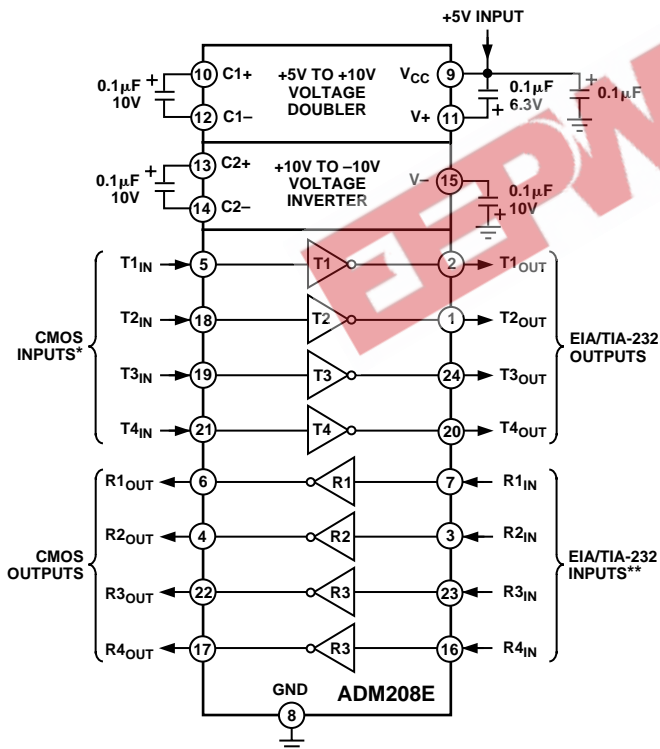 +5V INPUT
0.1μF
10V
10
C1+
12
C1–
+5V TO +10V
VOLTAGE
DOUBLER
VCC
9
V+
11
0.1μF
6.3V
0.1μF
0.1μF
10V
13
C2+
14
C2–
+10V TO –10V
VOLTAGE
INVERTER
V–
15
0.1μF
10V
EEPW
CMOS
INPUTS*
T1IN
5
T1
2
T1OUT
T2IN
18
T2
1
T2OUT
T3IN
19
T3
24
T3OUT
T4IN
21
T4
20
T4OUT
EIA/TIA-232
OUTPUTS
CMOS
OUTPUTS
R1OUT
6
R1
7
R1IN
R2OUT
4
R2
3
R2IN
R3OUT
22
R3
23
R3IN
R4OUT
17
R3
16
R4IN
EIA/TIA-232
INPUTS**
GND
8
ADM208E